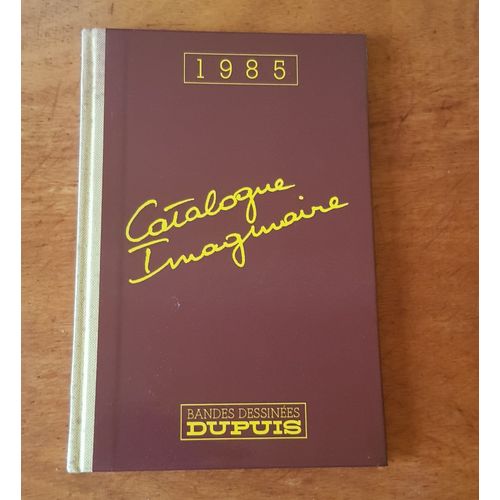 1985
Catalogue
Imaginaire
BANDES DESSINÉES
DUPUIS